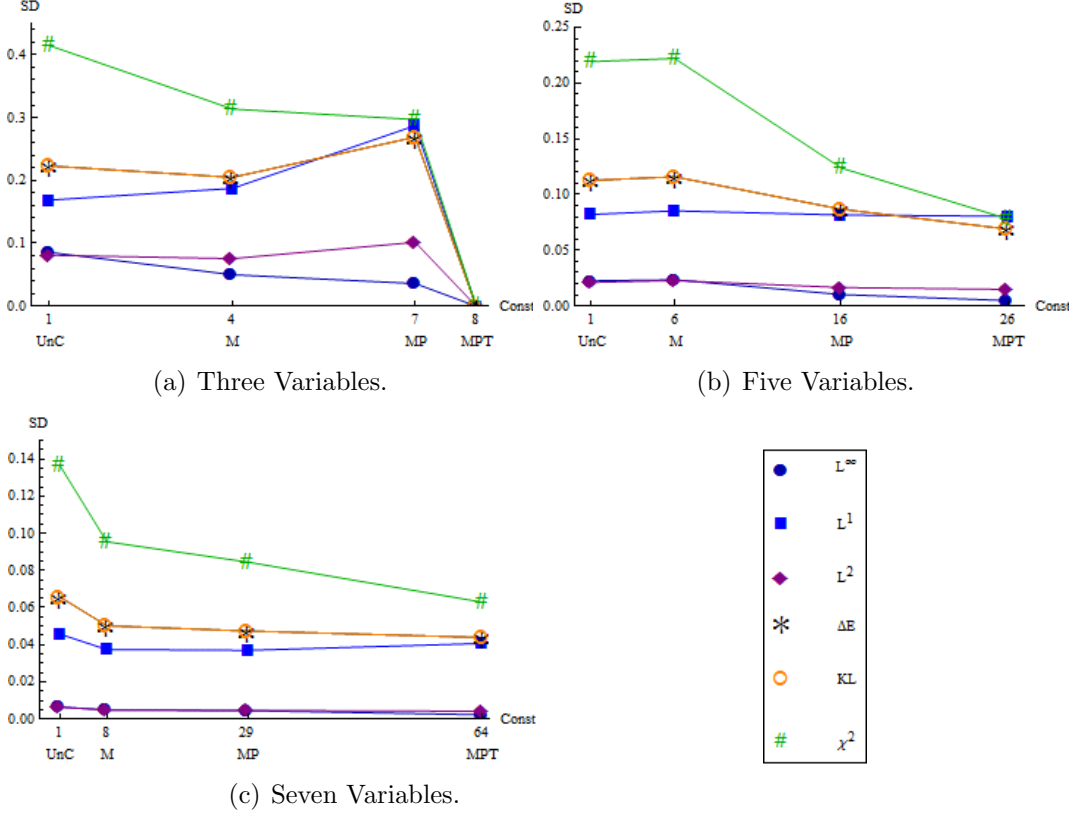 SD
0.4
0.3
0.2
0.1
0.0
1 4 7 8 Const
UnC M MP MPT
(a) Three Variables.
SD
0.25
0.20
0.15
0.10
0.05
0.00
1 6 16 26 Const
UnC M MP MPT
(b) Five Variables.
SD
0.14
0.12
0.10
0.08
0.06
0.04
0.02
0.00
1 8 29 64 Const
UnC M MP MPT
(c) Seven Variables.
L∞
L1
L2
ΔE
KL
# χ2